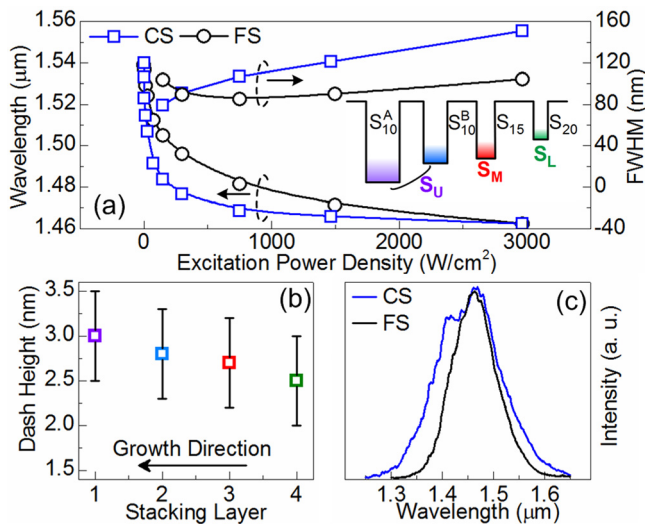 (a)
CS FS
Wavelength (μm)
1.56
1.54
1.52
1.50
1.48
1.46
160
120
80
40
0
-40
FWHM (nm)
S10^A S10^B S15 S20
SU SM SL
0 1000 2000 3000
Excitation Power Density (W/cm²)
(b)
Dash Height (nm)
3.5
3.0
2.5
2.0
1.5
Growth Direction
1 2 3 4
Stacking Layer
(c)
CS
FS
Intensity (a. u.)
1.3 1.4 1.5 1.6
Wavelength (μm)